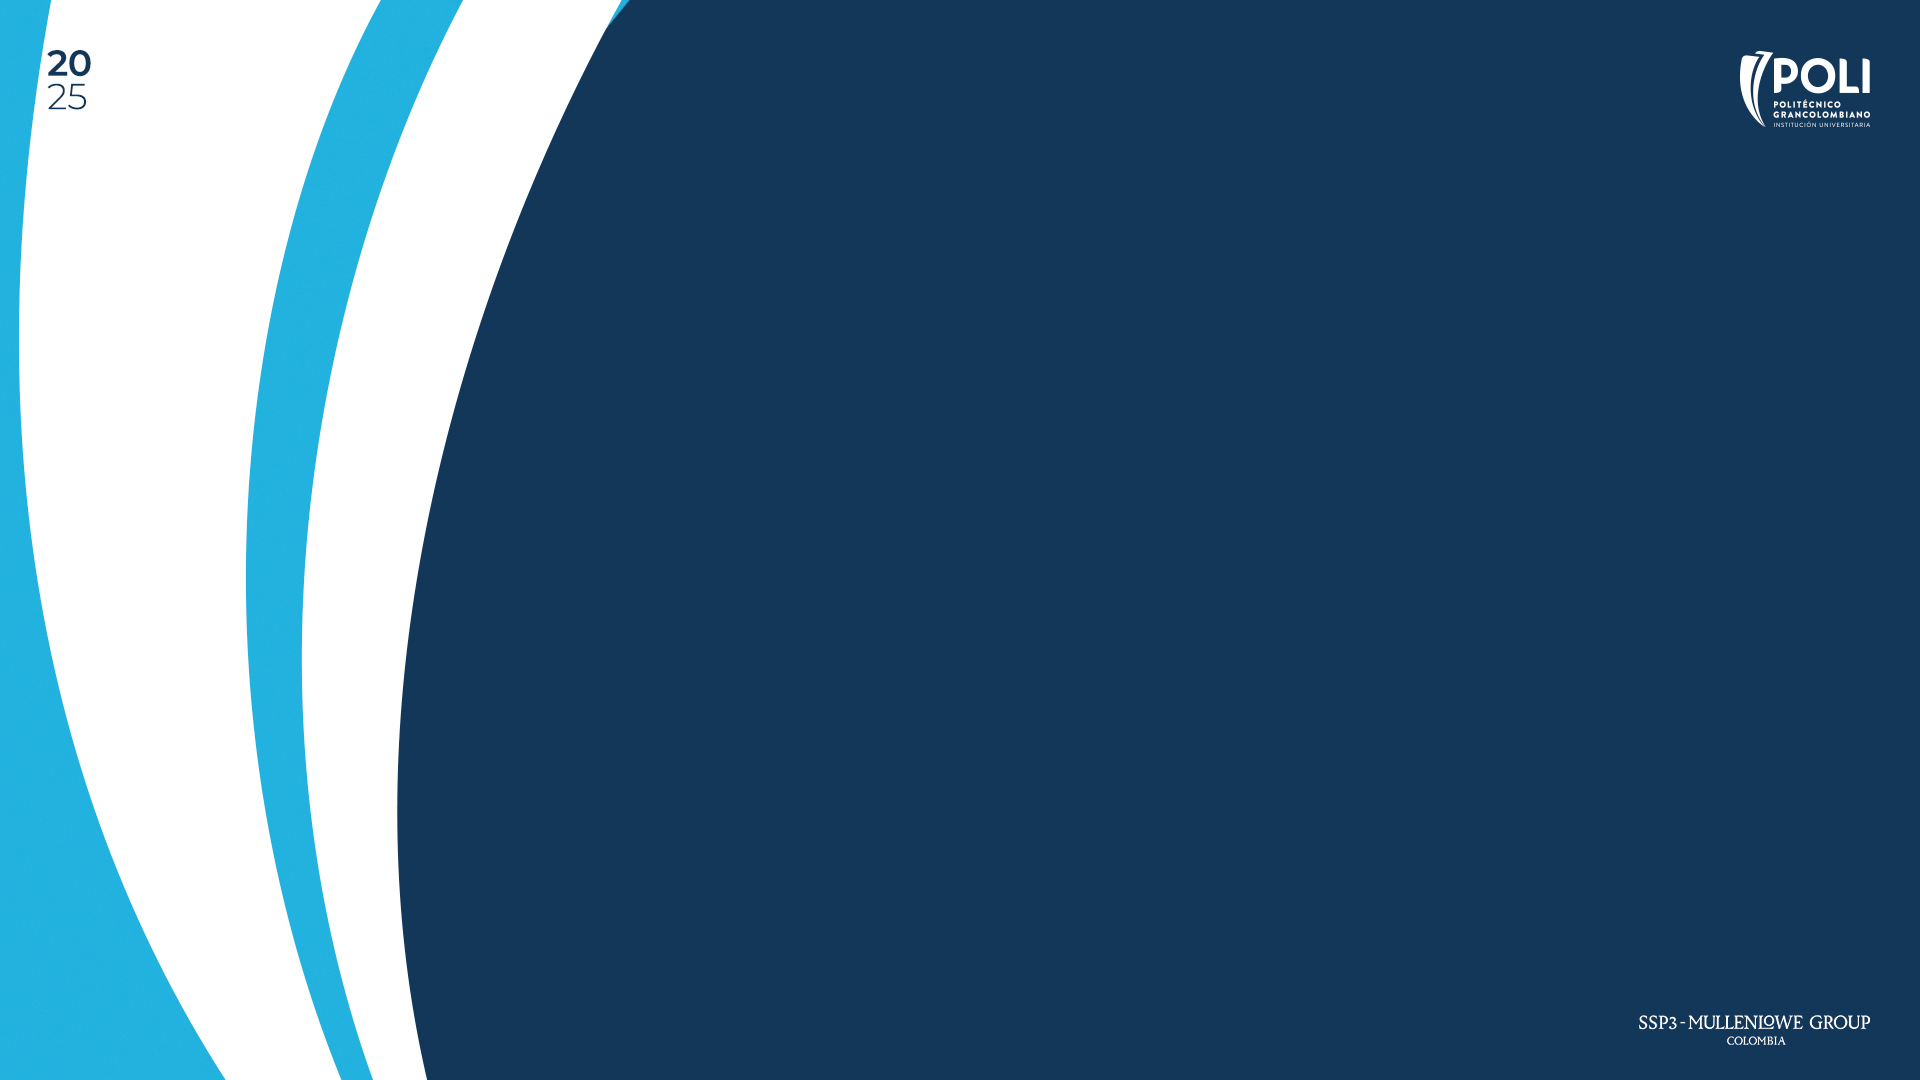 20
25
POLI
POLITÉCNICO
GRANCOLOMBIANO
INSTITUCIÓN UNIVERSITARIA
SSP3 - MULLENLOWE GROUP
COLOMBIA